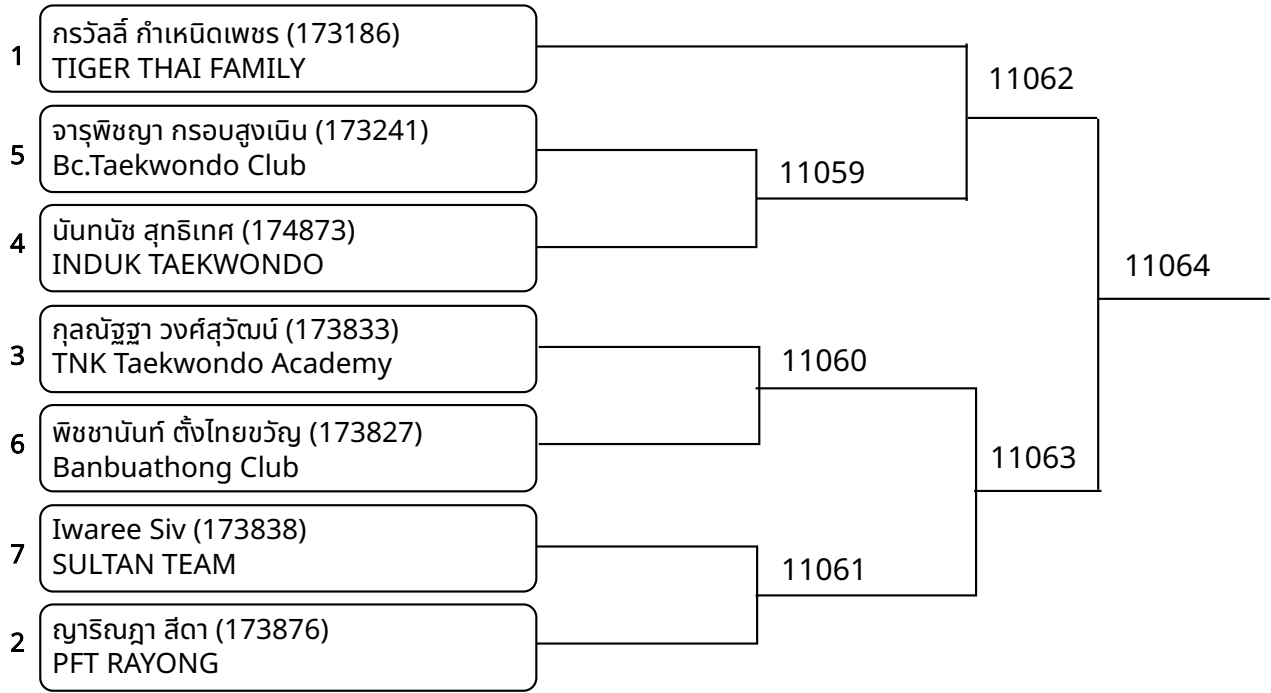 1
กรวัลลิ์ กำเหนิดเพชร (173186)
TIGER THAI FAMILY
11062
5
จารุพิชญา กรอบสูงเนิน (173241)
Bc.Taekwondo Club
11059
4
นันทนัช สุทธิเทศ (174873)
INDUK TAEKWONDO
11064
3
กุลณัฐฐา วงศ์สุวัฒน์ (173833)
TNK Taekwondo Academy
11060
6
พิชชานันท์ ตั้งไทยขวัญ (173827)
Banbuathong Club
11063
7
Iwaree Siv (173838)
SULTAN TEAM
11061
2
ญาริณฎา สีดา (173876)
PFT RAYONG